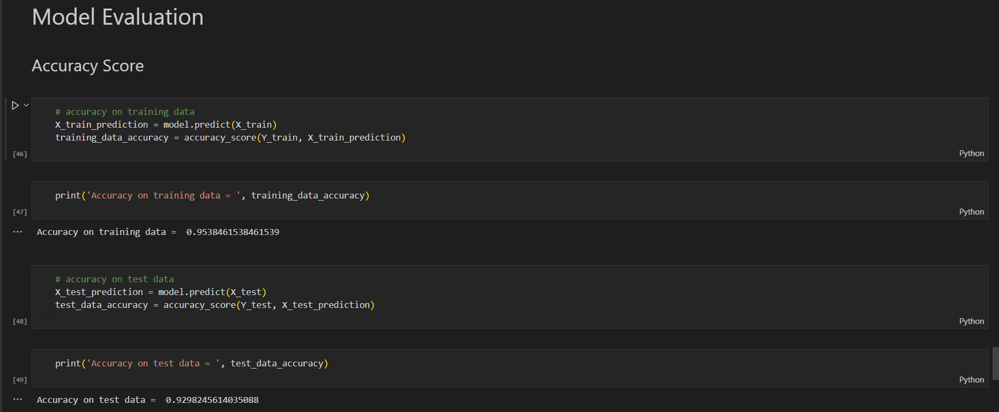 Model Evaluation
Accuracy Score
# accuracy on training data
X_train_prediction = model.predict(X_train)
training_data_accuracy = accuracy_score(Y_train, X_train_prediction)
[46]
Python
print('Accuracy on training data = ', training_data_accuracy)
[47]
Python
... Accuracy on training data =  0.9538461538461539
# accuracy on test data
X_test_prediction = model.predict(X_test)
test_data_accuracy = accuracy_score(Y_test, X_test_prediction)
[48]
Python
print('Accuracy on test data = ', test_data_accuracy)
[49]
Python
... Accuracy on test data =  0.9298245614035088